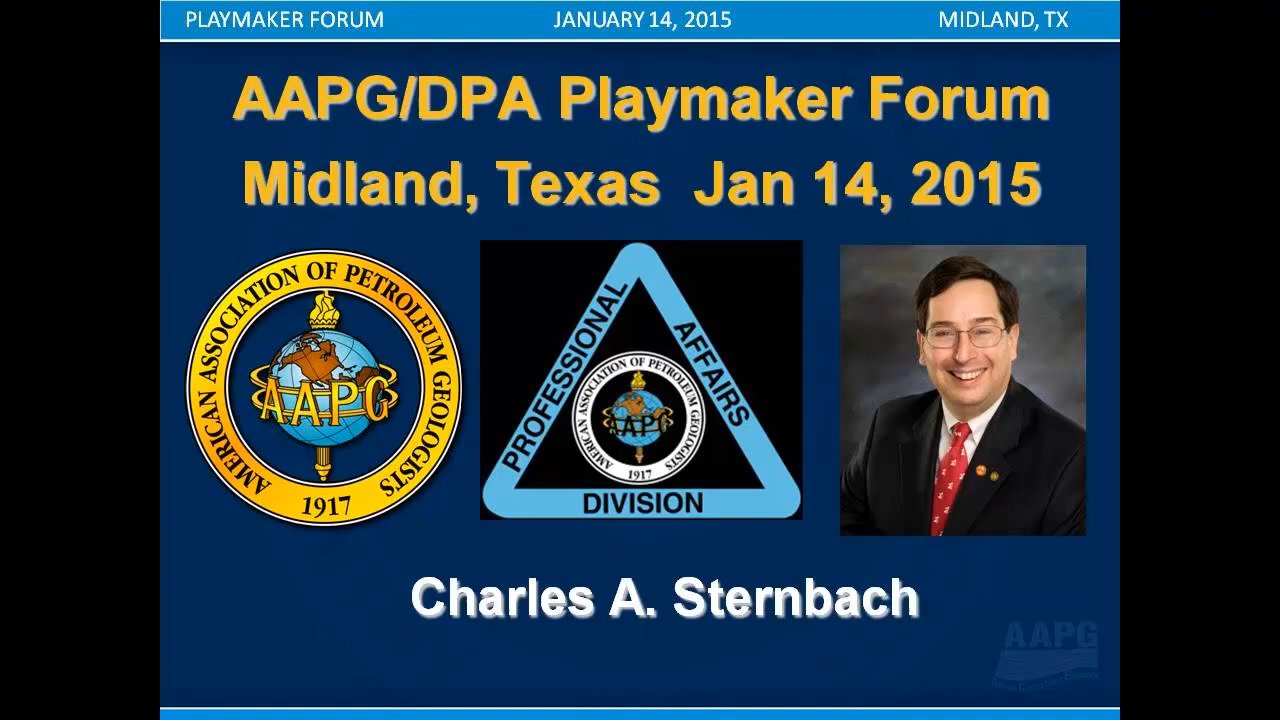 PLAYMAKER FORUM JANUARY 14, 2015 MIDLAND, TX
AAPG/DPA Playmaker Forum
Midland, Texas Jan 14, 2015
AMERICAN ASSOCIATION OF PETROLEUM GEOLOGISTS
AAPG
1917
PROFESSIONAL
AFFAIRS
DIVISION
AMERICAN ASSOCIATION OF PETROLEUM GEOLOGISTS
AAPG
1917
Charles A. Sternbach
AAPG